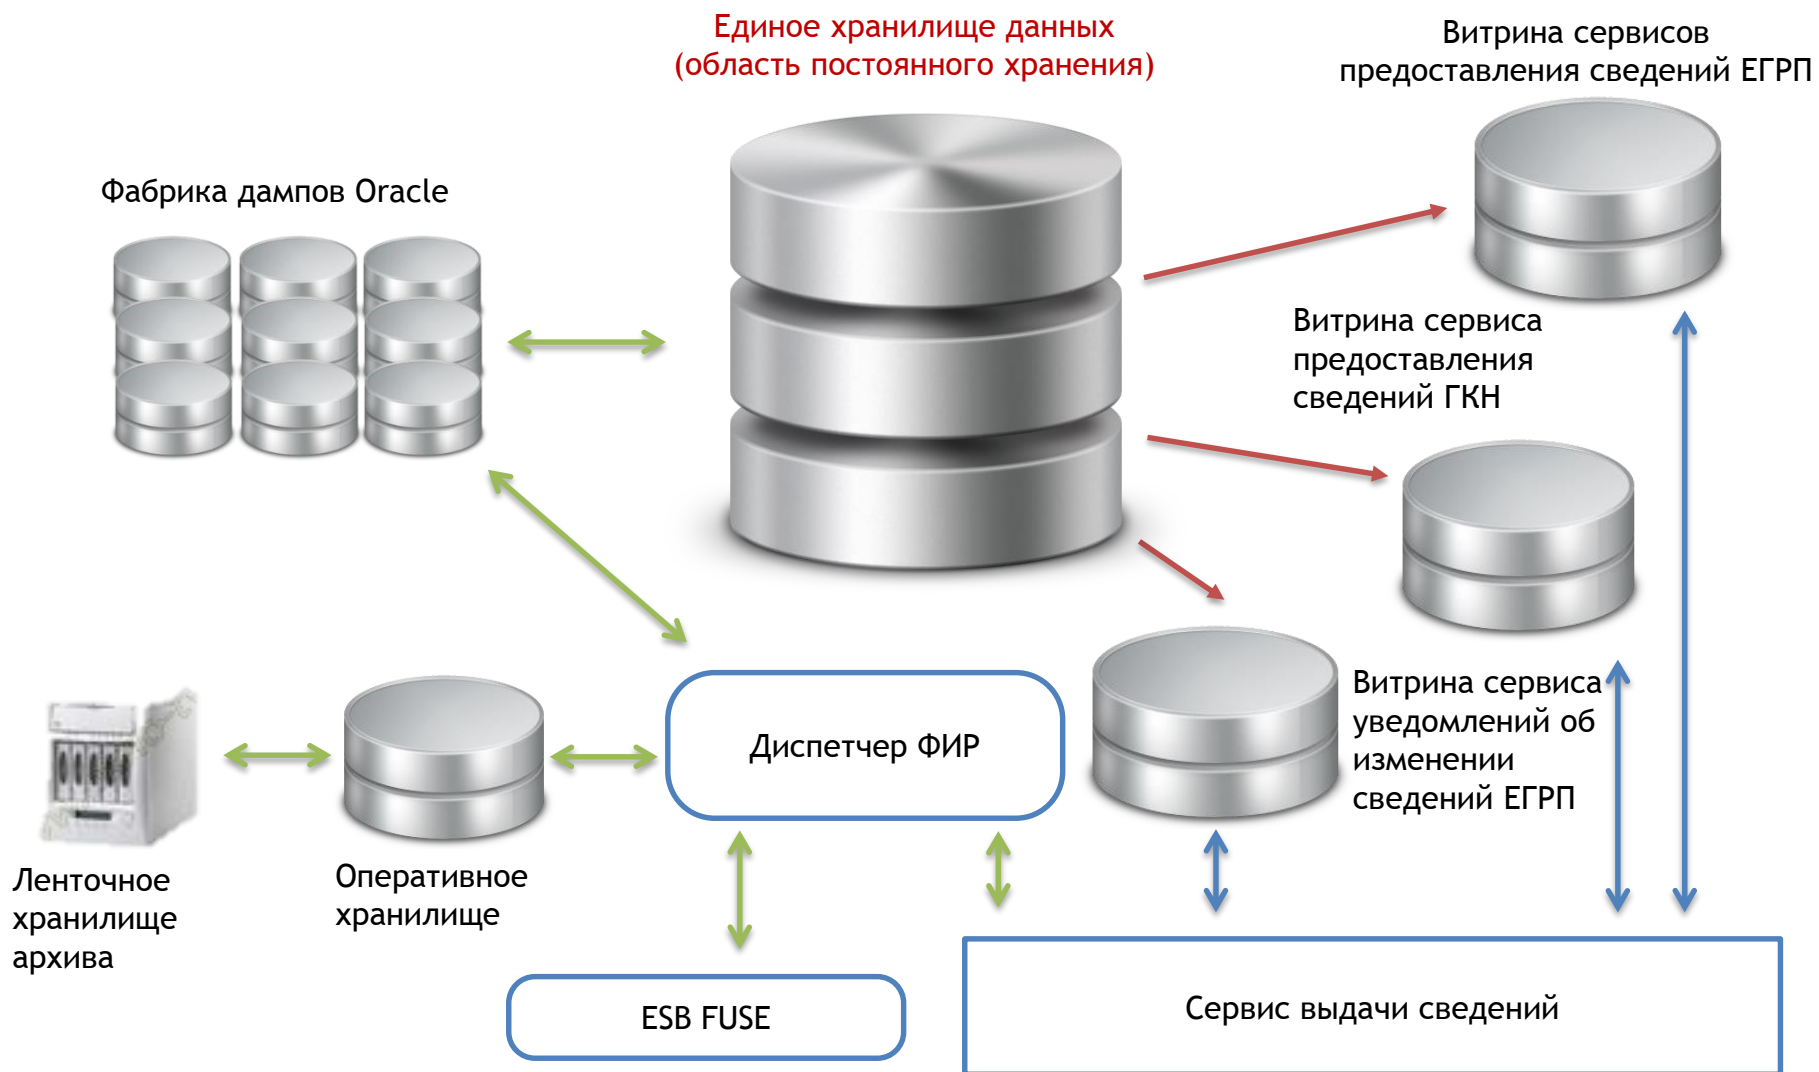 Единое хранилище данных
(область постоянного хранения)
Витрина сервисов
предоставления сведений ЕГРП
Фабрика дампов Oracle
Витрина сервиса
предоставления
сведений ГКН
Витрина сервиса
уведомлений об
изменении
сведений ЕГРП
Диспетчер ФИР
Ленточное
хранилище
архива
Оперативное
хранилище
ESB FUSE
Сервис выдачи сведений